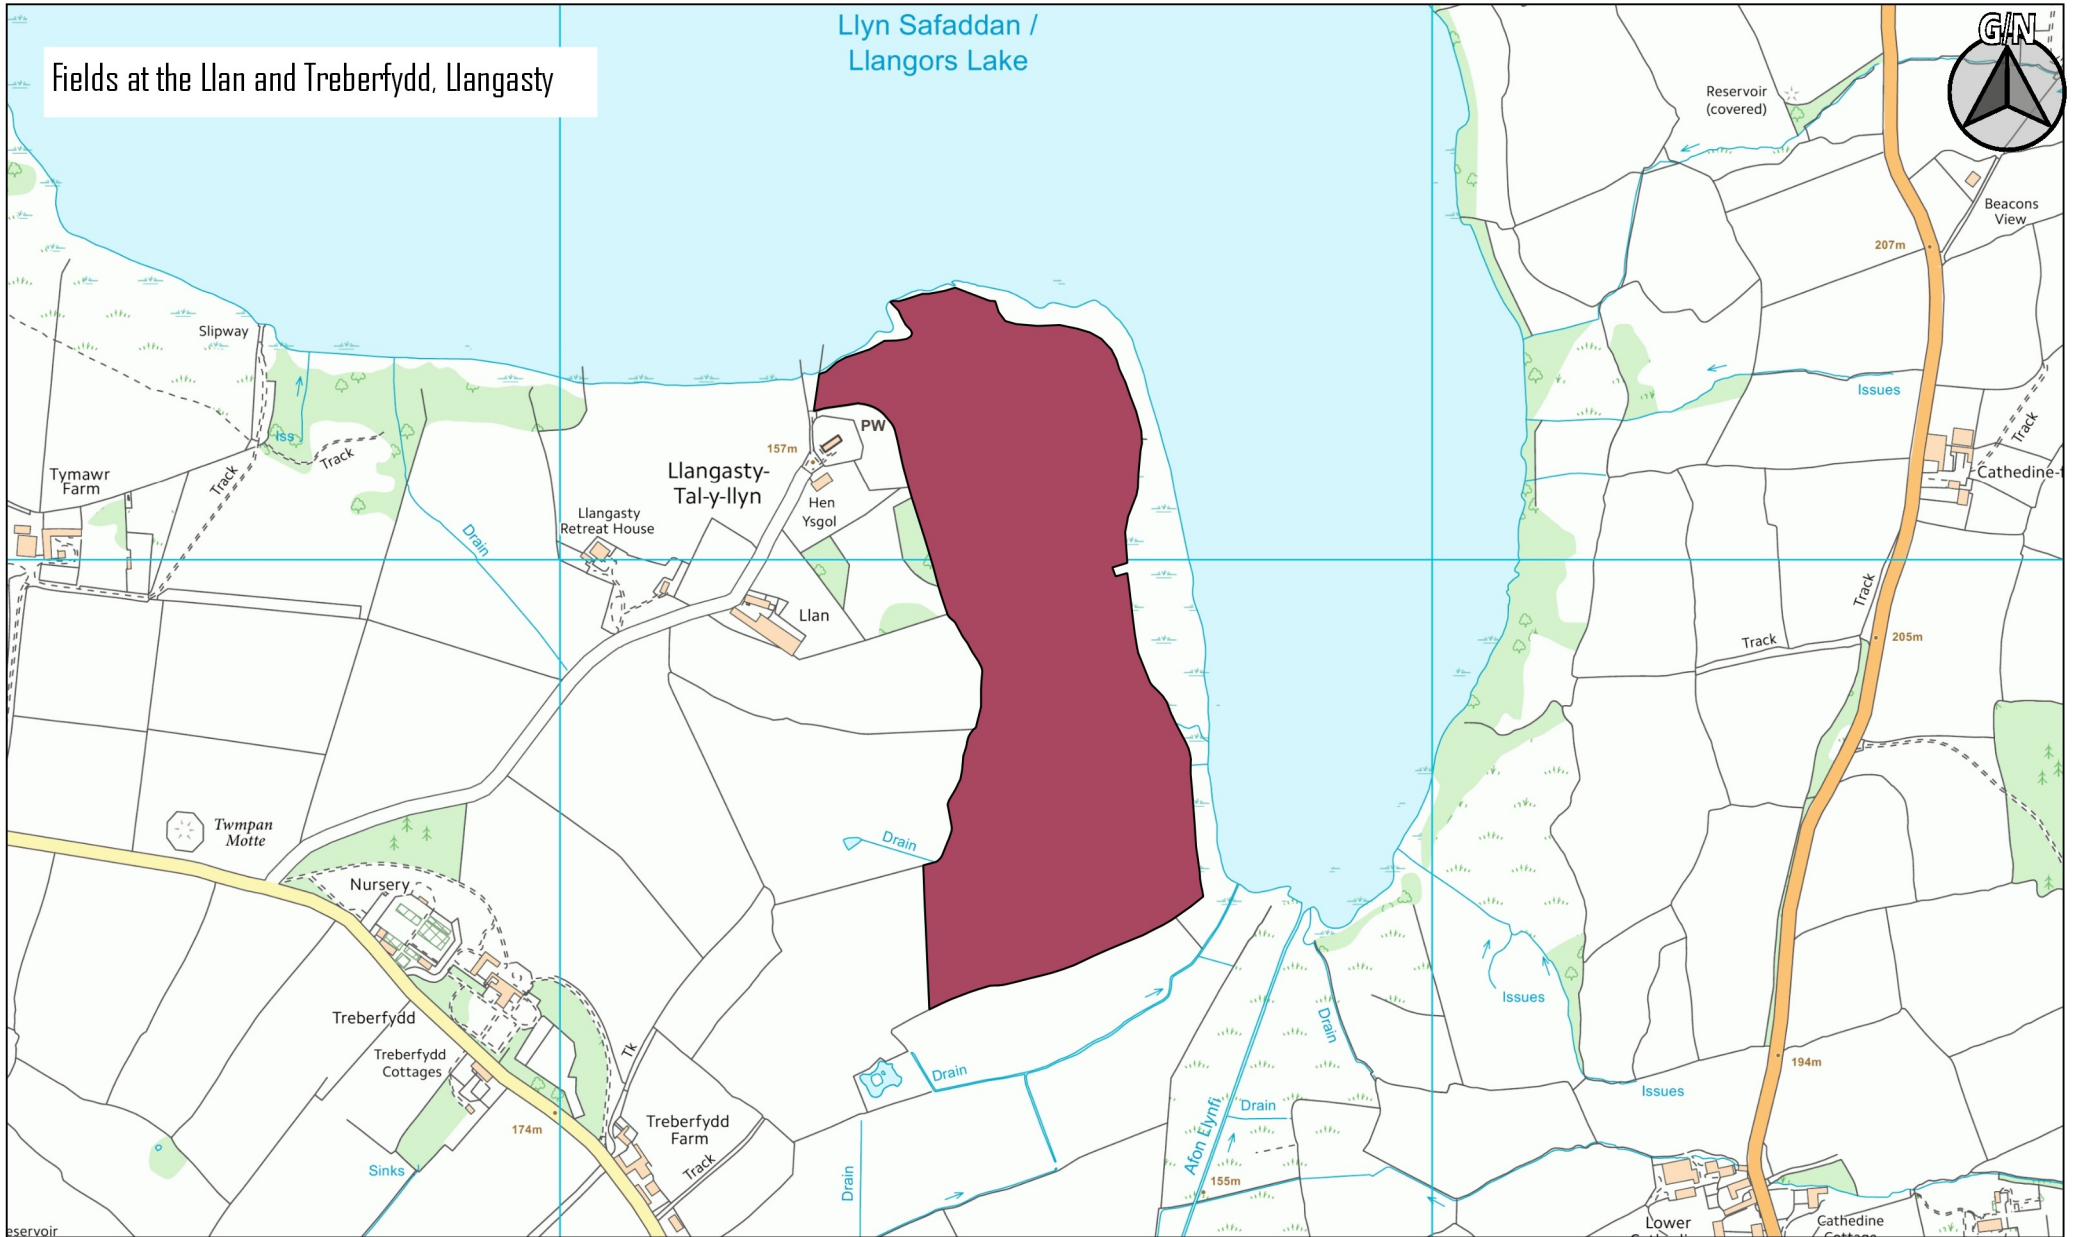 Llyn Safaddan /
Llangors Lake
G/N
Fields at the Llan and Treberfydd, Llangasty
Reservoir
(covered)
Beacons
View
207m
Slipway
Issues
Iss
Track
Track
Track
PW
157m
Llangasty-
Tal-y-llyn
Tymawr
Farm
Cathedine-
Hen
Ysgol
Llangasty
Retreat House
Drain
Llan
Track
Track
205m
Twmpan
Motte
Drain
Nursery
Treberfydd
Issues
Drain
Tk
Treberfydd
Cottages
Drain
194m
Issues
Drain
174m
Treberfydd
Farm
Afon Llynfi
Track
Sinks
Drain
155m
eservoir
Lower
Cathedine
Cottage